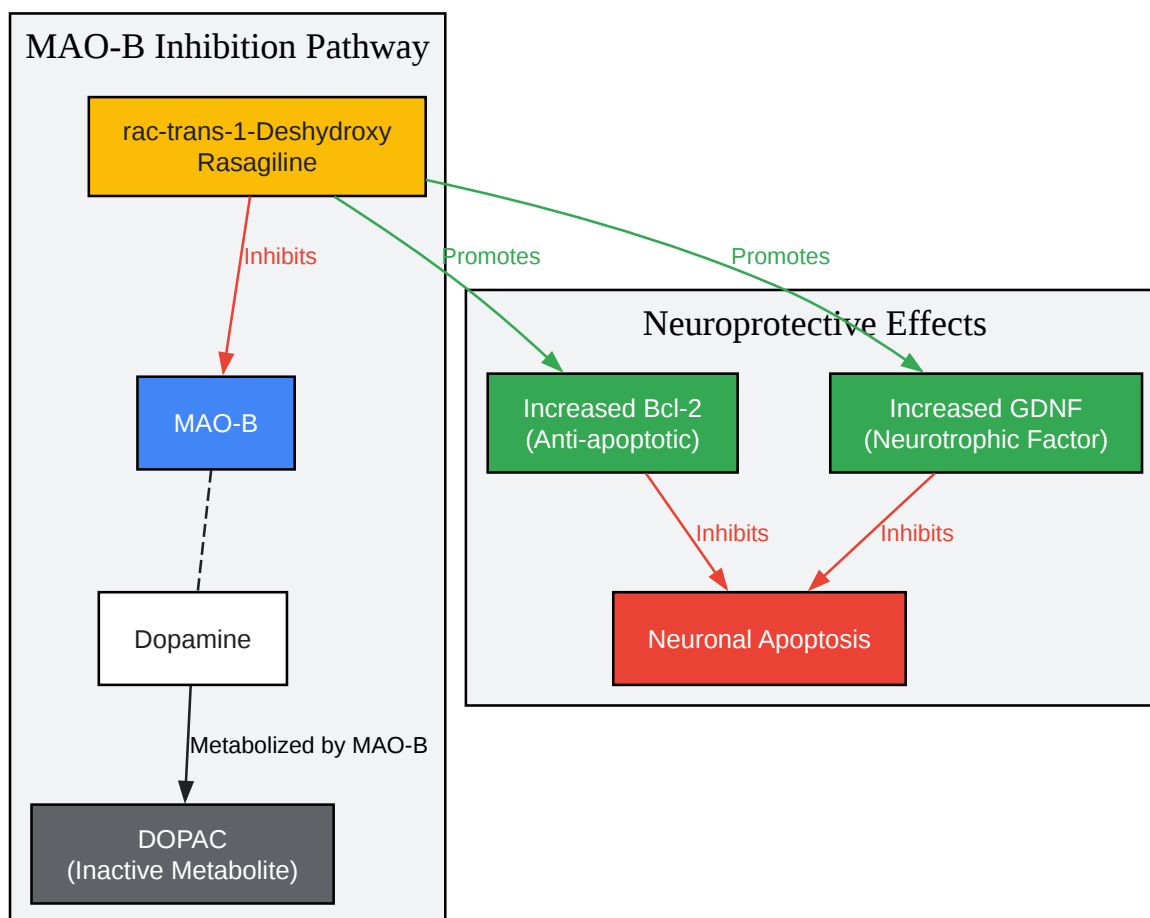 MAO-B Inhibition Pathway
rac-trans-1-Deshydroxy
Rasagiline
Inhibits
Promotes
Promotes
Neuroprotective Effects
MAO-B
Increased Bcl-2
(Anti-apoptotic)
Increased GDNF
(Neurotrophic Factor)
Inhibits
Inhibits
Dopamine
Neuronal Apoptosis
Metabolized by MAO-B
DOPAC
(Inactive Metabolite)